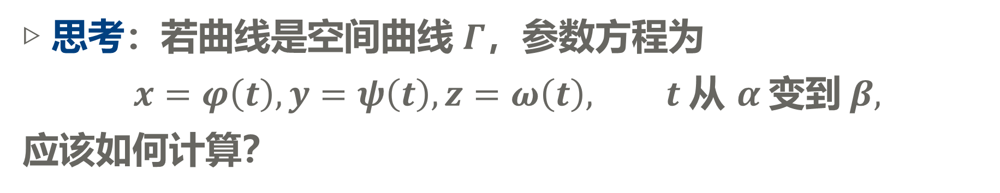 思考：若曲线是空间曲线 Γ，参数方程为
x = φ(t), y = ψ(t), z = ω(t), t 从 α 变到 β,
应该如何计算？